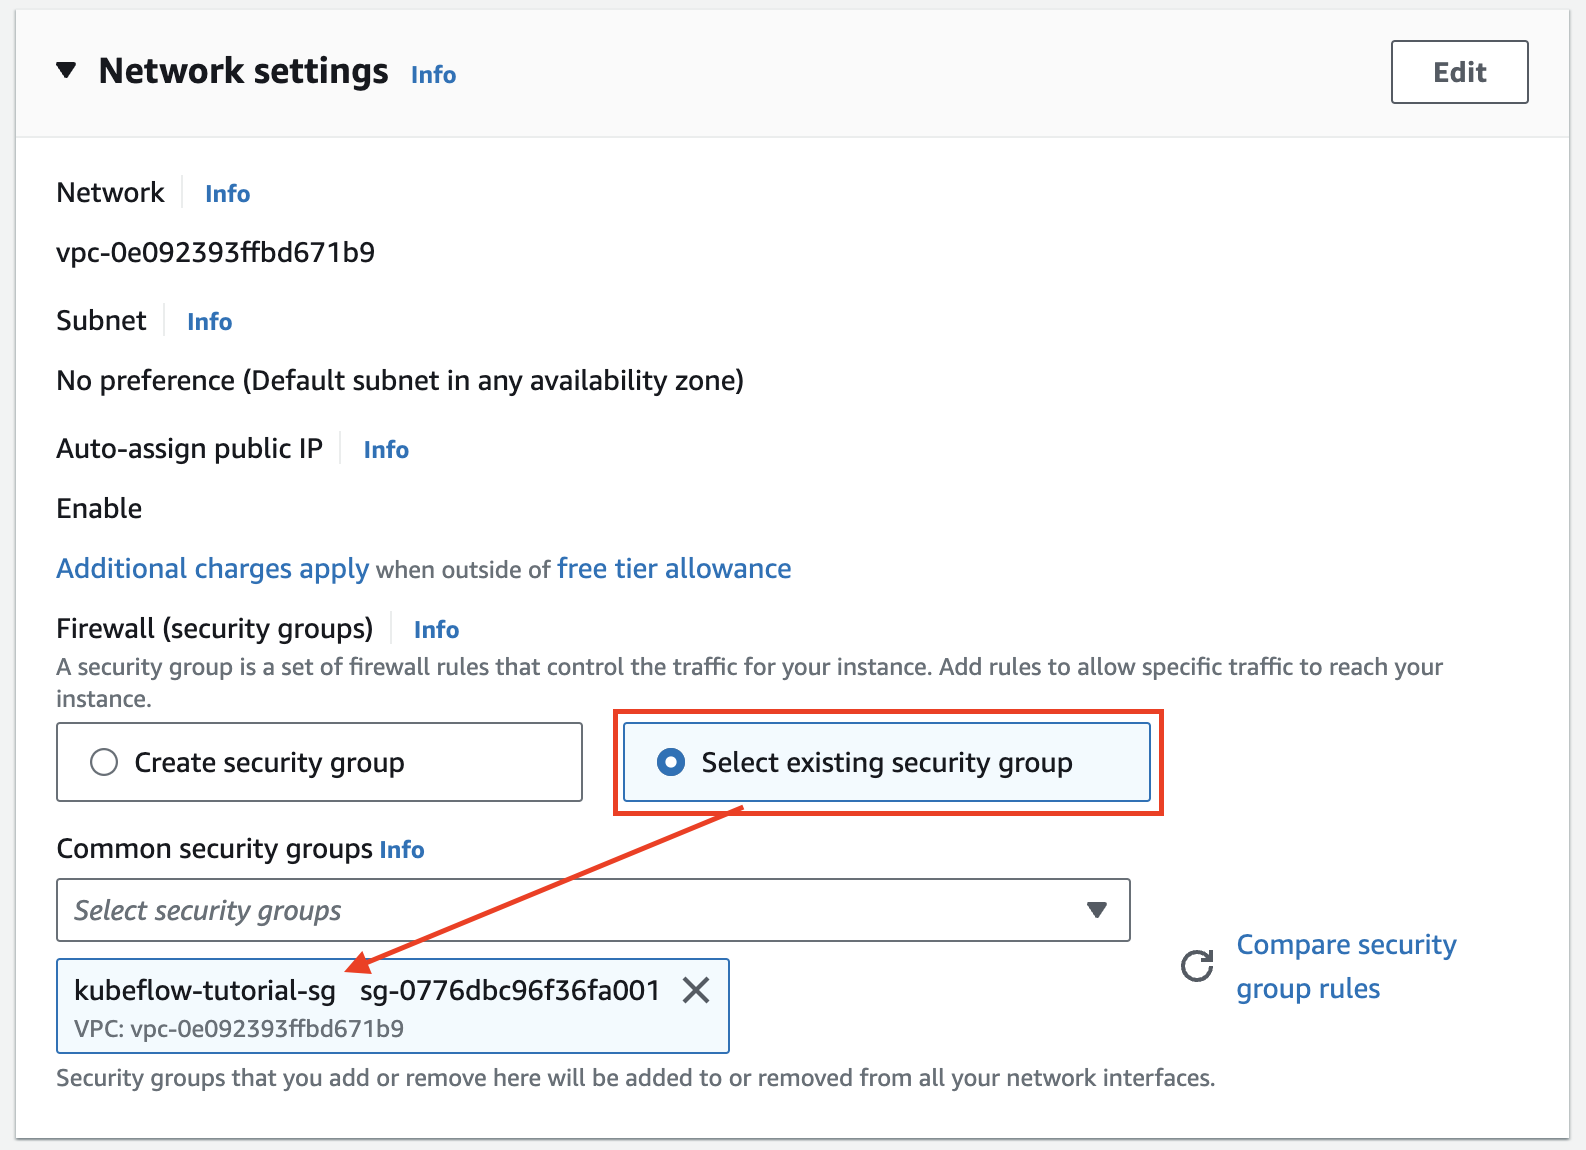 Network settings Info
Edit
Network Info
vpc-0e092393ffbd671b9
Subnet Info
No preference (Default subnet in any availability zone)
Auto-assign public IP Info
Enable
Additional charges apply when outside of free tier allowance
Firewall (security groups) Info
A security group is a set of firewall rules that control the traffic for your instance. Add rules to allow specific traffic to reach your
instance.
Create security group
Select existing security group
Common security groups Info
Select security groups
kubeflow-tutorial-sg sg-0776dbc96f36fa001
VPC: vpc-0e092393ffbd671b9
Compare security
group rules
Security groups that you add or remove here will be added to or removed from all your network interfaces.